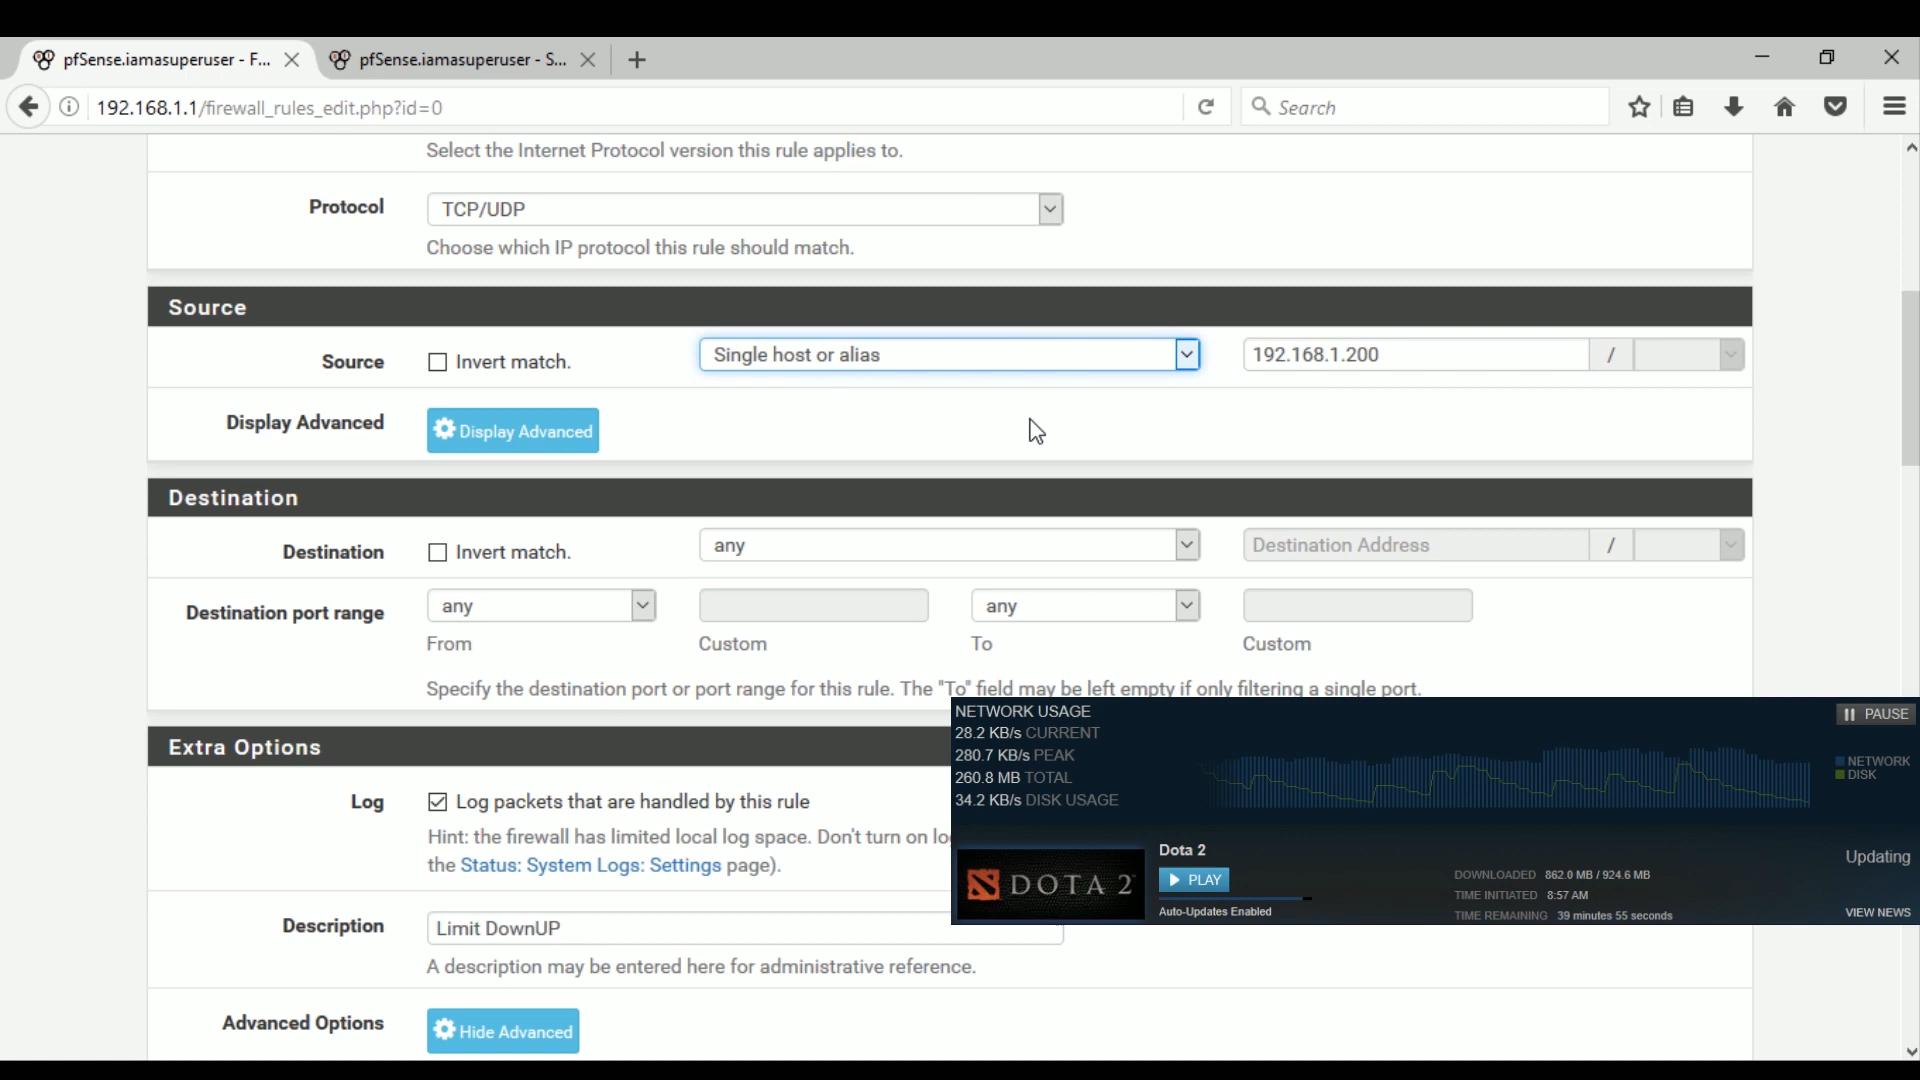 pfSense.iamasuperuser - F...
pfSense.iamasuperuser - S...
192.168.1.1/firewall_rules_edit.php?id=0
Search
Select the Internet Protocol version this rule applies to.
Protocol
TCP/UDP
Choose which IP protocol this rule should match.
Source
Source
Invert match.
Single host or alias
192.168.1.200
/
Display Advanced
Display Advanced
Destination
Destination
Invert match.
any
Destination Address
/
Destination port range
any
any
From
Custom
To
Custom
Specify the destination port or port range for this rule. The "To" field may be left empty if only filtering a single port.
Extra Options
Log
Log packets that are handled by this rule
Hint: the firewall has limited local log space. Don't turn on lo
the Status: System Logs: Settings page).
Description
Limit DownUP
A description may be entered here for administrative reference.
Advanced Options
Hide Advanced
NETWORK USAGE
28.2 KB/s CURRENT
280.7 KB/s PEAK
260.8 MB TOTAL
34.2 KB/s DISK USAGE
PAUSE
NETWORK
DISK
DOTA 2
Dota 2
PLAY
Auto-Updates Enabled
DOWNLOADED 862.0 MB / 924.6 MB
TIME INITIATED 8:57 AM
TIME REMAINING 39 minutes 55 seconds
Updating
VIEW NEWS